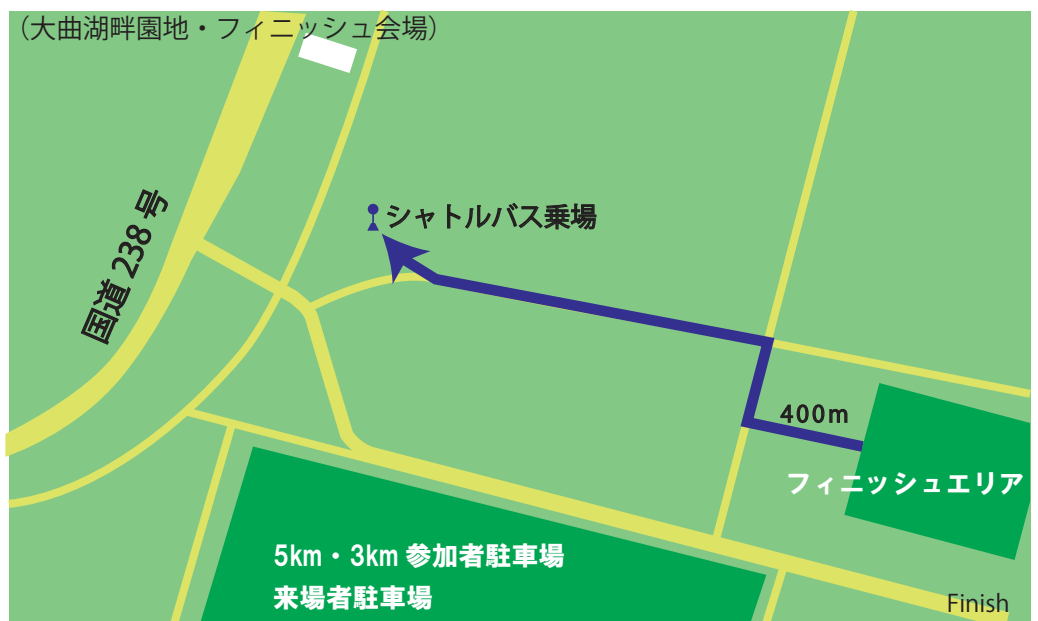 （大曲湖畔園地・フィニッシュ会場）
国道 238 号
シャトルバス乗場
400m
フィニッシュエリア
5km・3km 参加者駐車場
来場者駐車場
Finish